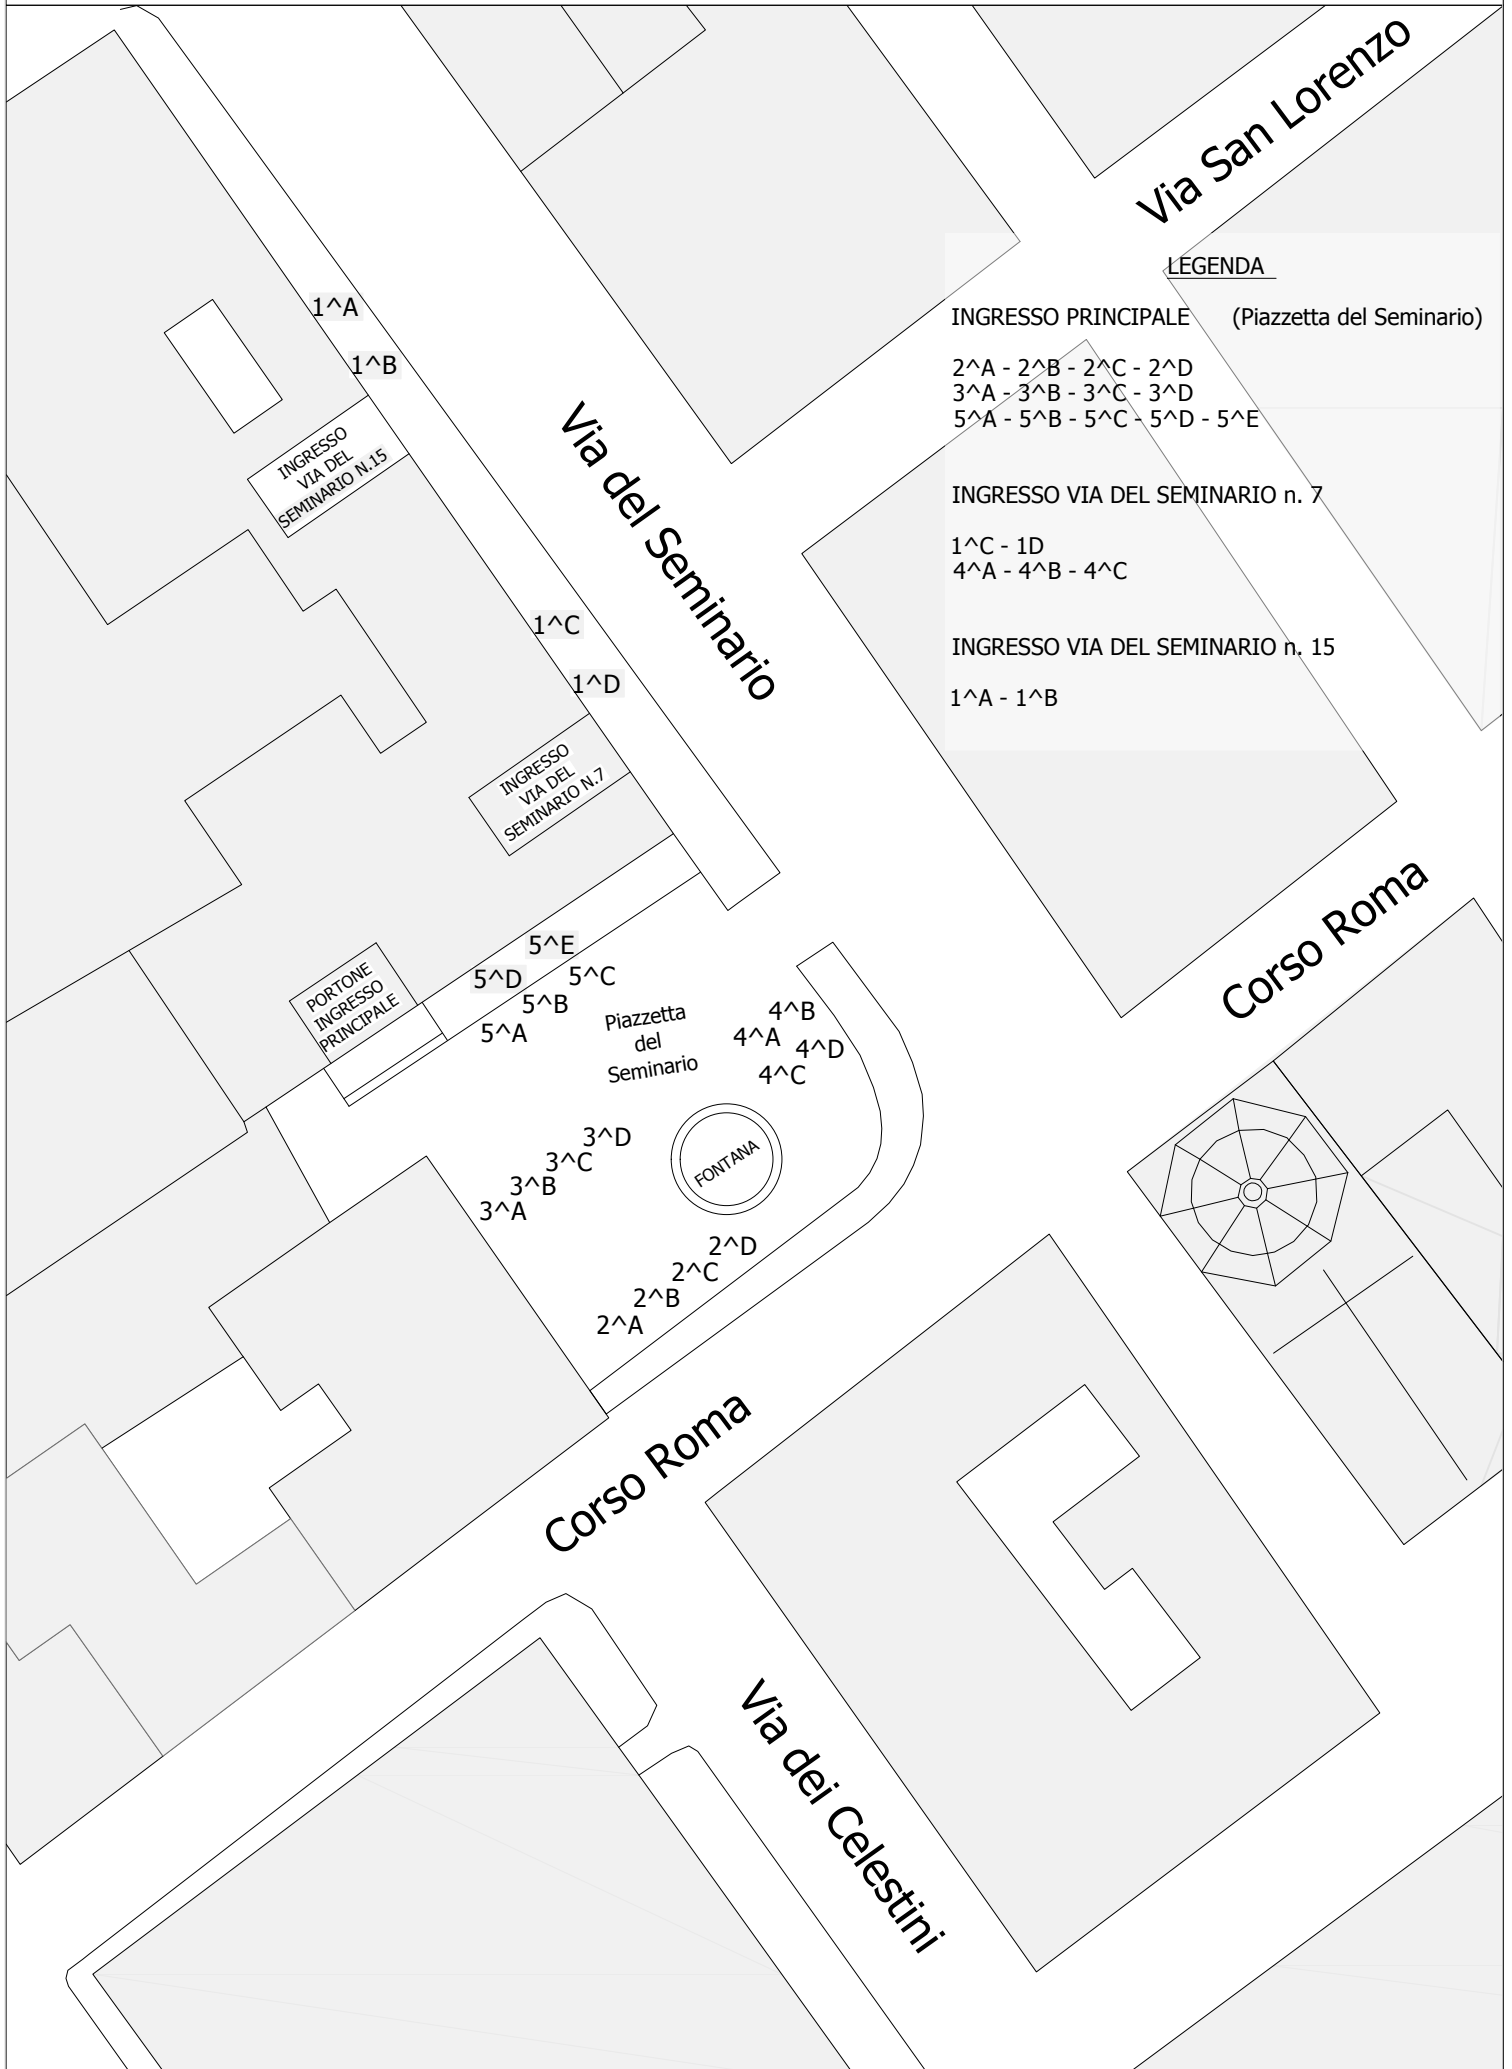 Via San Lorenzo
LEGENDA
INGRESSO PRINCIPALE (Piazzetta del Seminario)
2^A - 2^B - 2^C - 2^D
3^A - 3^B - 3^C - 3^D
5^A - 5^B - 5^C - 5^D - 5^E
INGRESSO VIA DEL SEMINARIO n. 7
1^C - 1D
4^A - 4^B - 4^C
INGRESSO VIA DEL SEMINARIO n. 15
1^A - 1^B
1^A
1^B
INGRESSO
VIA DEL
SEMINARIO N.15
Via del Seminario
1^C
1^D
INGRESSO
VIA DEL
SEMINARIO N.7
Corso Roma
PORTONE
INGRESSO
PRINCIPALE
5^E
5^D
5^C
5^B
5^A
Piazzetta
del
Seminario
4^B
4^A
4^D
4^C
3^D
3^C
3^B
3^A
FONTANA
2^D
2^C
2^B
2^A
Corso Roma
Via dei Celestini